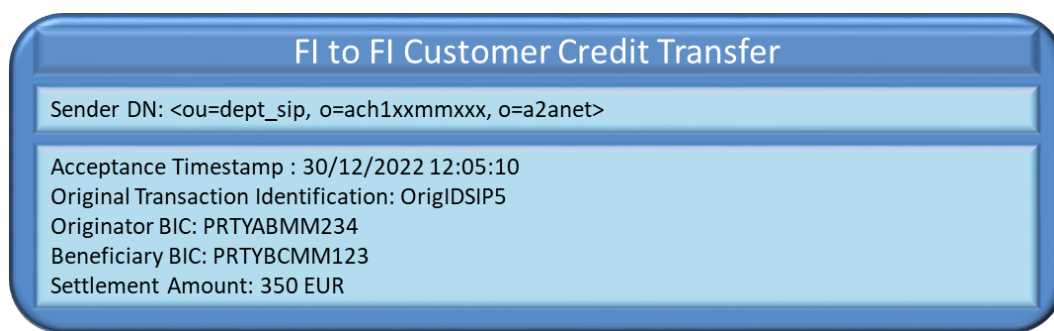 FI to FI Customer Credit Transfer
Sender DN: <ou=dept_sip, o=ach1xxmmxxx, o=a2anet>
Acceptance Timestamp : 30/12/2022 12:05:10
Original Transaction Identification: OrigIDSIP5
Originator BIC: PRTYABMM234
Beneficiary BIC: PRTYBCMM123
Settlement Amount: 350 EUR